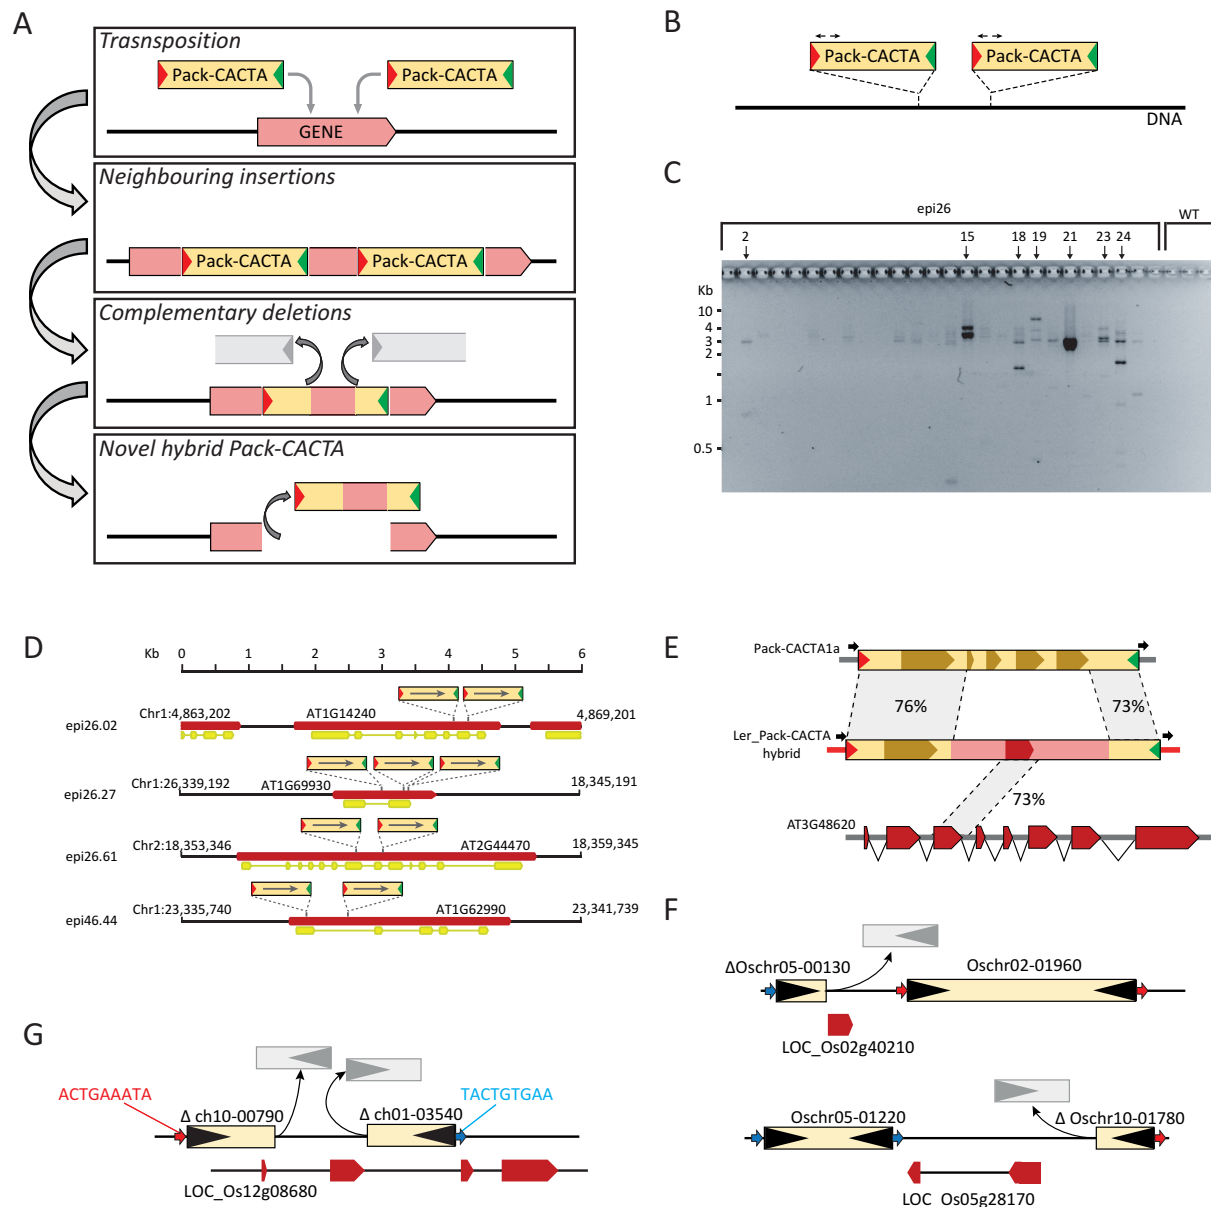 A
Trasnsposition
Pack-CACTA
Pack-CACTA
GENE
Neighbouring insertions
Pack-CACTA
Pack-CACTA
Complementary deletions
Novel hybrid Pack-CACTA
B
Pack-CACTA
Pack-CACTA
DNA
C
epi26
WT
2 15 18 19 21 23 24
Kb
10
4
3
2
1
0.5
D
Kb 0 1 2 3 4 5 6
epi26.02 Chr1:4,863,202 AT1G14240 4,869,201
epi26.27 Chr1:26,339,192 AT1G69930 18,345,191
epi26.61 Chr2:18,353,346 AT2G44470 18,359,345
epi46.44 Chr1:23,335,740 AT1G62990 23,341,739
E
Pack-CACTA1a
76%
73%
Ler_Pack-CACTA
hybrid
73%
AT3G48620
F
ΔOschr05-00130
Oschr02-01960
LOC_Os02g40210
Oschr05-01220
Δ Oschr10-01780
LOC_Os05g28170
G
ACTGAAATA
TACTGTGAA
Δ ch10-00790
Δ ch01-03540
LOC_Os12g08680